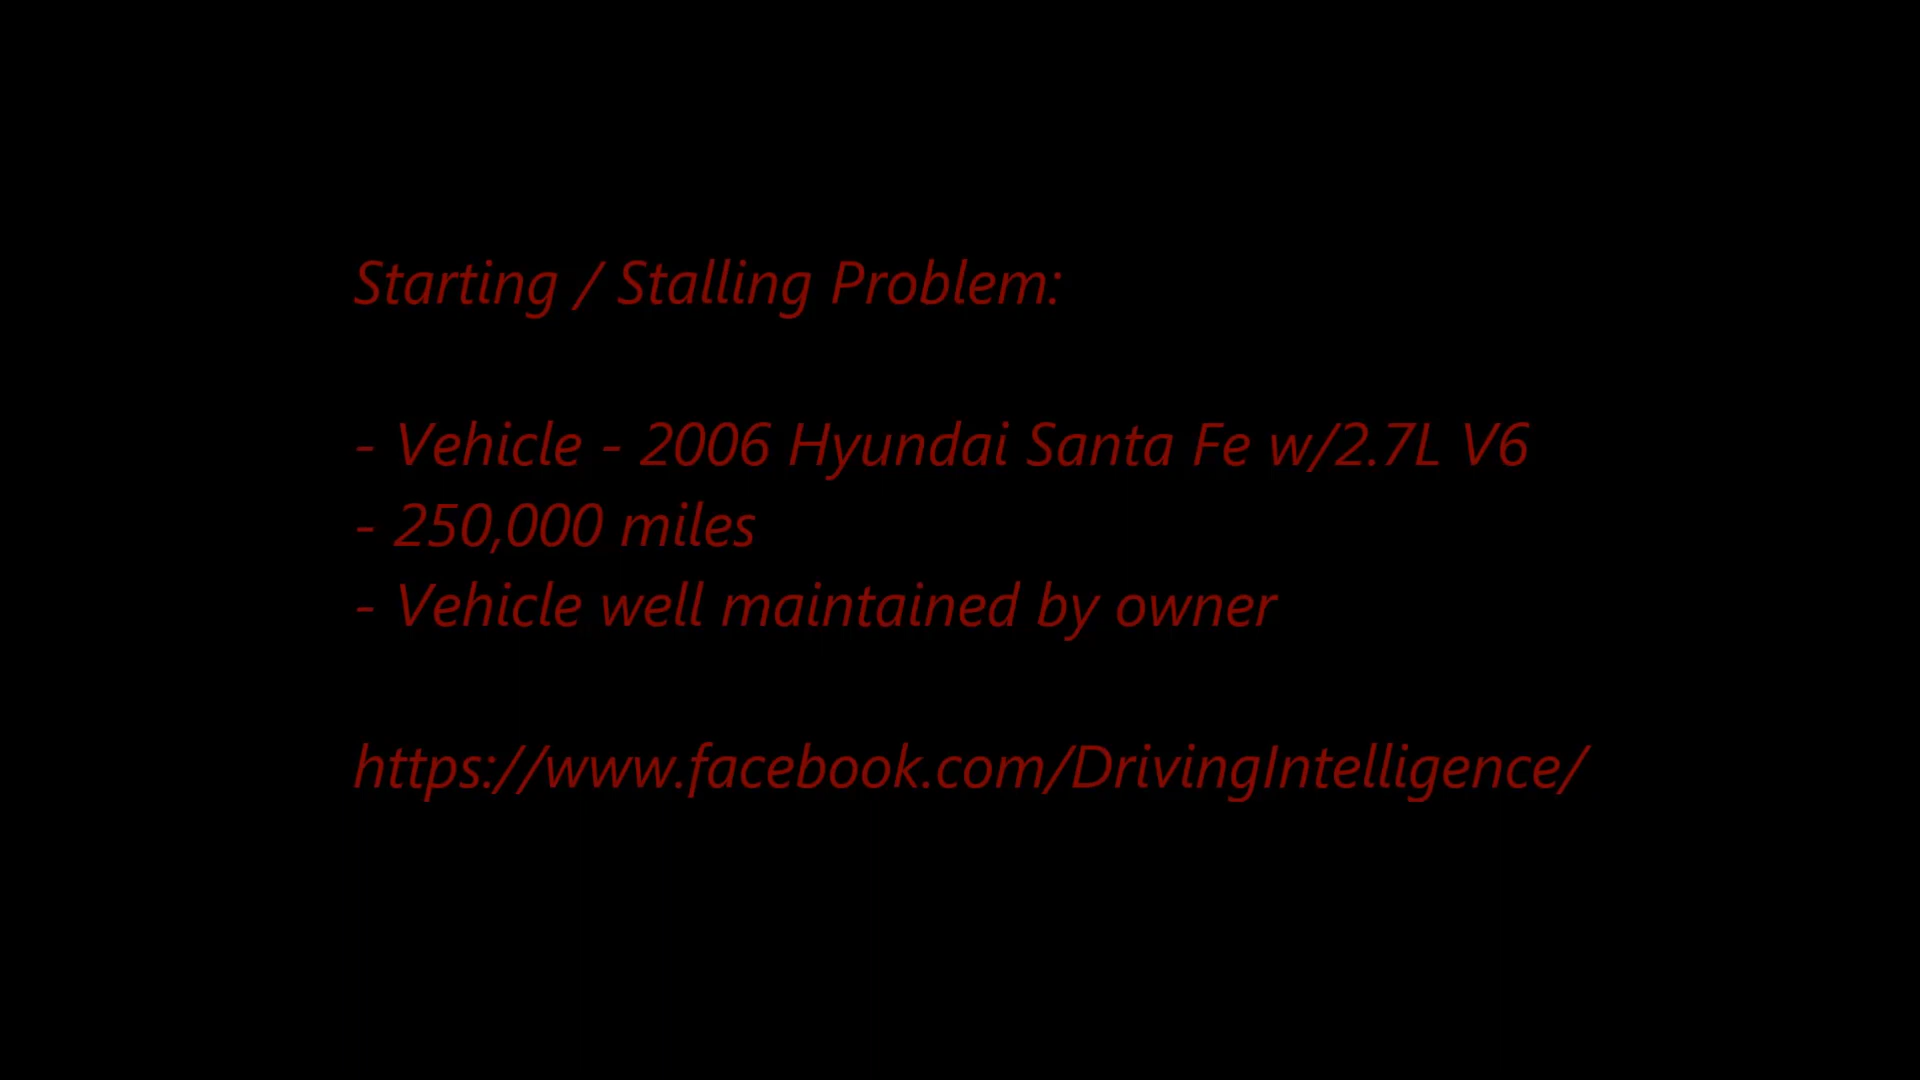 Starting / Stalling Problem:
- Vehicle - 2006 Hyundai Santa Fe w/2.7L V6
- 250,000 miles
- Vehicle well maintained by owner
https://www.facebook.com/DrivingIntelligence/